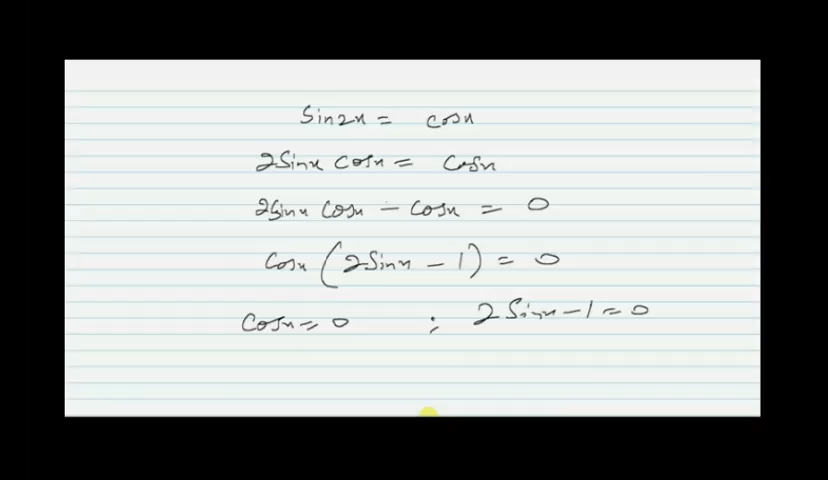 Sin2x = cosx
2Sinx cosx = cosx
2Sinx cosx - cosx = 0
cosx (2Sinx - 1) = 0
cosx = 0 ; 2Sinx - 1 = 0